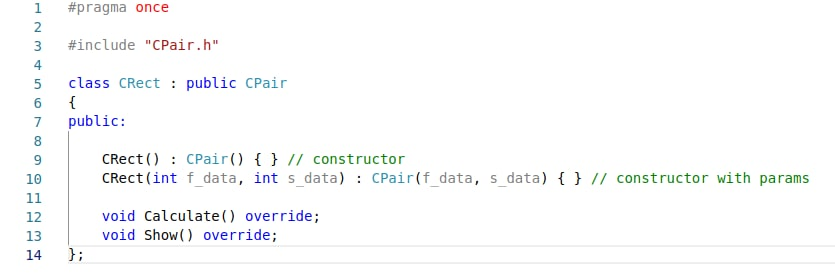 1 #pragma once
2
3 #include "CPair.h"
4
5 class CRect : public CPair
6 {
7 public:
8
9 CRect() : CPair() { } // constructor
10 CRect(int f_data, int s_data) : CPair(f_data, s_data) { } // constructor with params
11
12 void Calculate() override;
13 void Show() override;
14 };